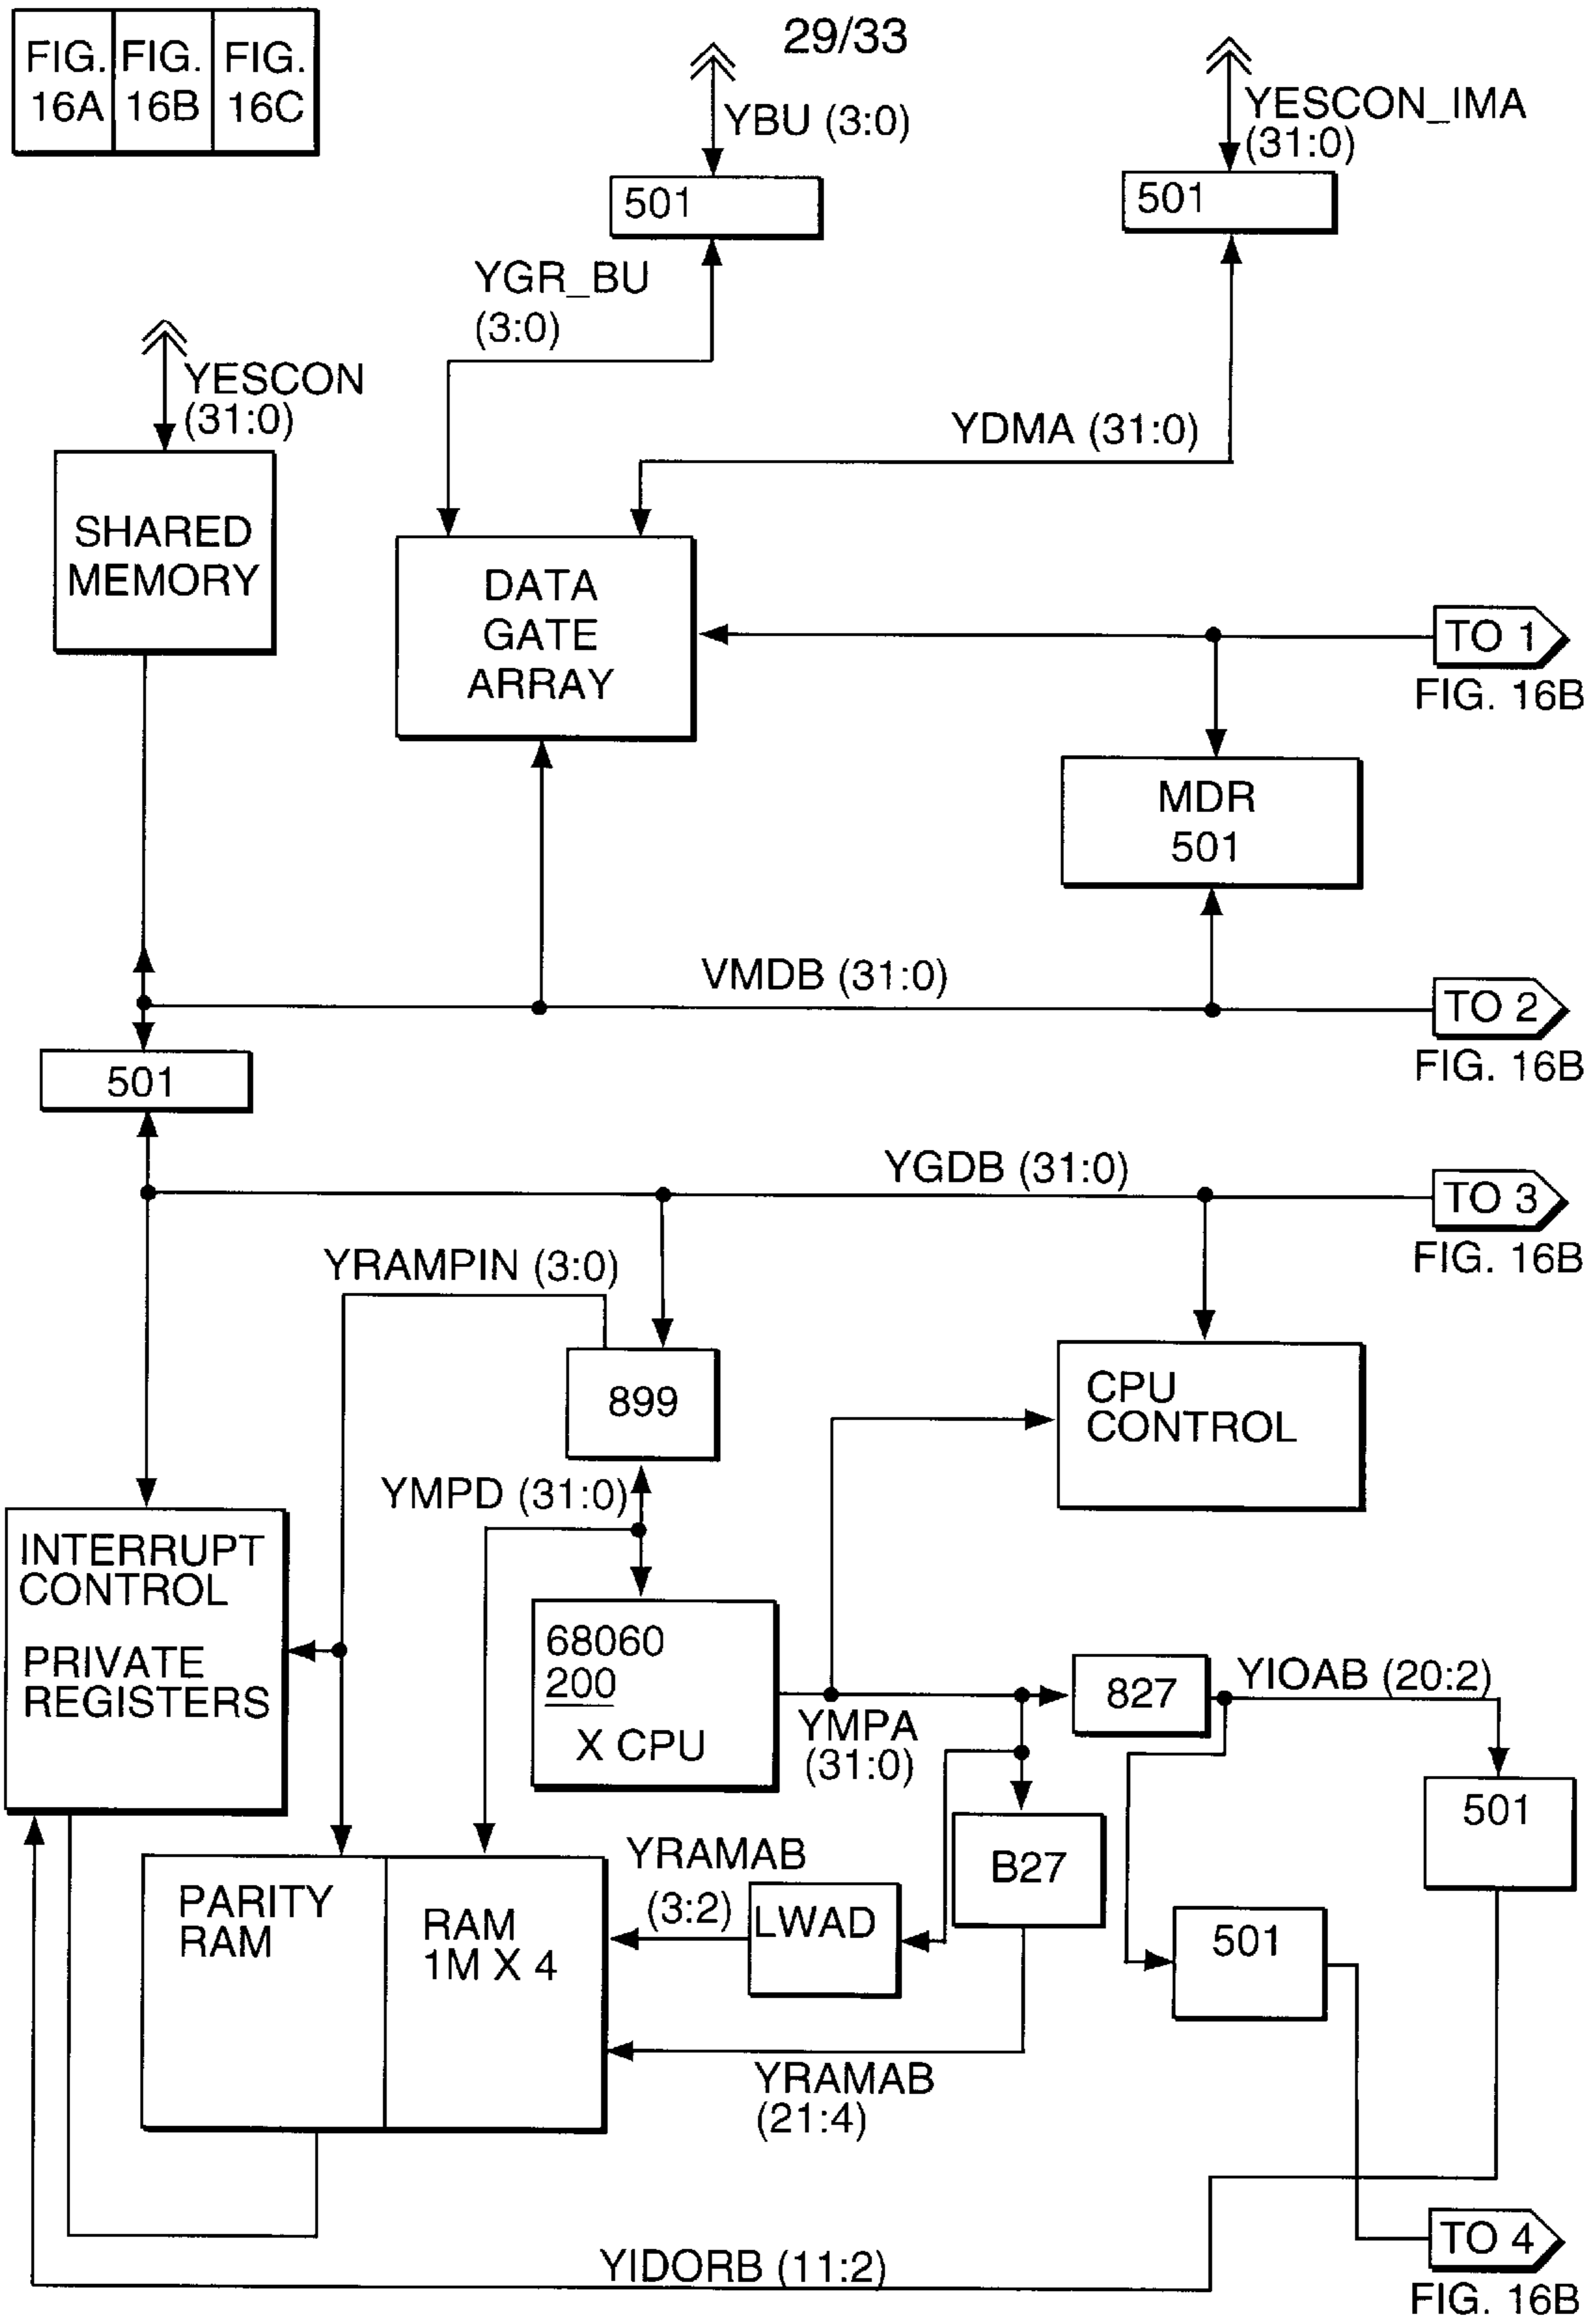 29/33
FIG. 16A
FIG. 16B
FIG. 16C
YBU (3:0)
YESCON_IMA
(31:0)
501
501
YGR_BU
(3:0)
YESCON
(31:0)
YDMA (31:0)
SHARED
MEMORY
DATA
GATE
ARRAY
TO 1
FIG. 16B
MDR
501
VMDB (31:0)
TO 2
FIG. 16B
501
YGDB (31:0)
TO 3
FIG. 16B
YRAMPIN (3:0)
899
CPU
CONTROL
YMPD (31:0)
INTERRUPT
CONTROL
PRIVATE
REGISTERS
68060
200
X CPU
YMPA
(31:0)
827
YIOAB (20:2)
501
B27
YRAMAB
(3:2)
LWAD
PARITY
RAM
RAM
1M X 4
501
YRAMAB
(21:4)
TO 4
FIG. 16B
YIDORB (11:2)